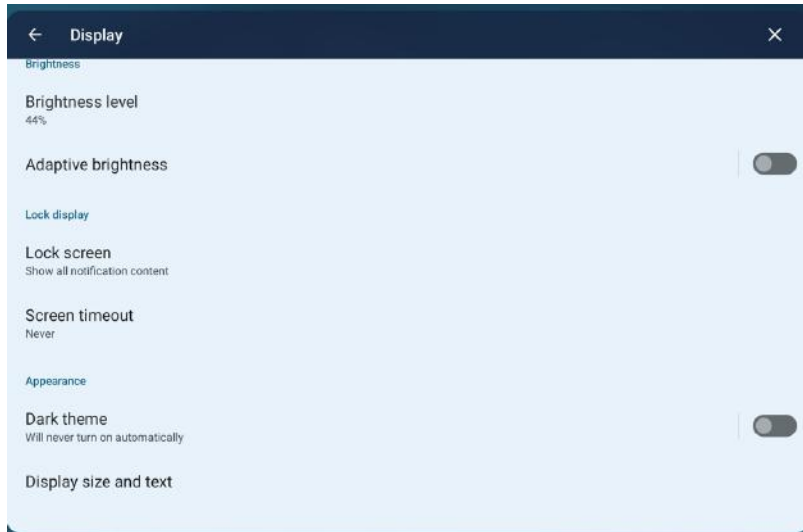 Display
Brightness
Brightness level
44%
Adaptive brightness
Lock display
Lock screen
Show all notification content
Screen timeout
Never
Appearance
Dark theme
Will never turn on automatically
Display size and text